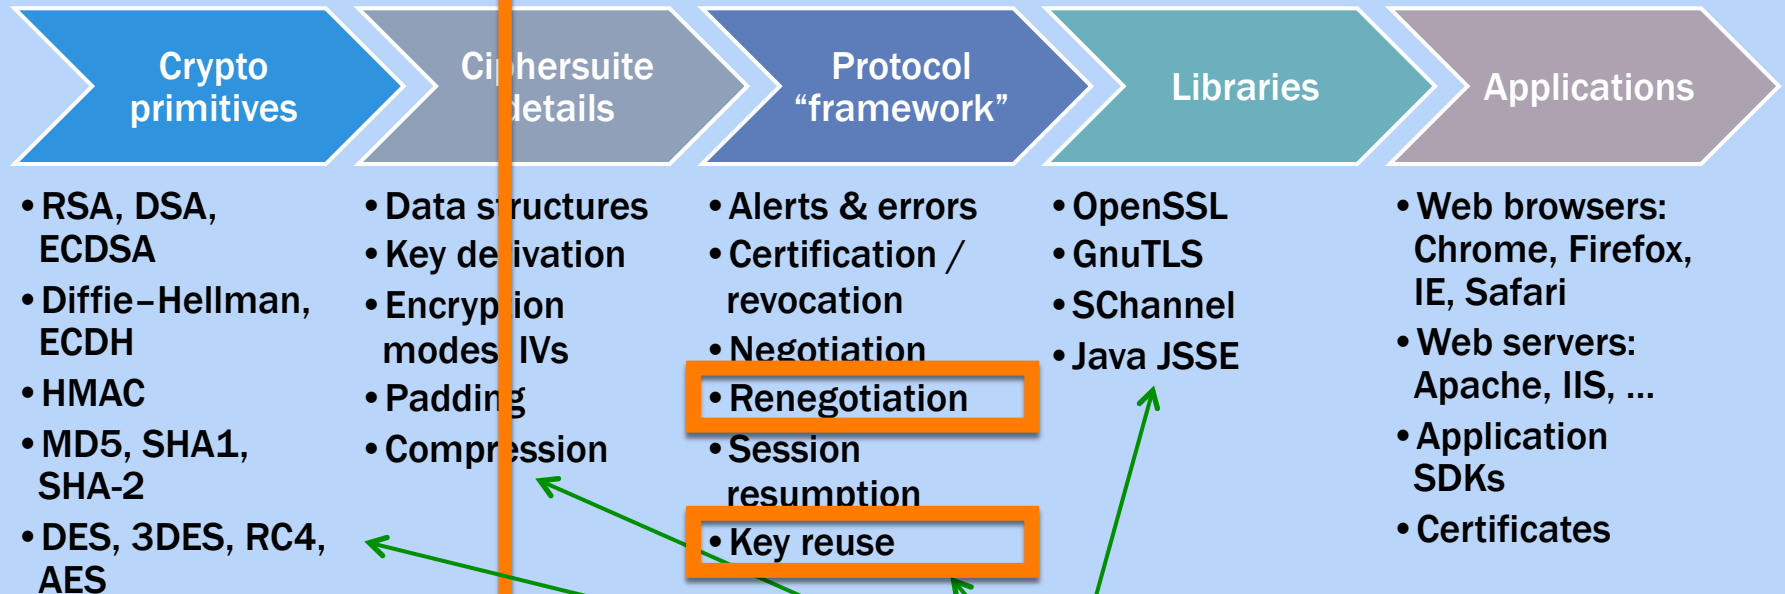 Crypto
primitives
Ciphersuite
details
Protocol
“framework”
Libraries
Applications
•RSA, DSA,
ECDSA
•Diffie–Hellman,
ECDH
•HMAC
•MD5, SHA1,
SHA-2
•DES, 3DES, RC4,
AES
•Data structures
•Key derivation
•Encryption
modes, IVs
•Padding
•Compression
•Alerts & errors
•Certification /
revocation
•Negotiation
•Renegotiation
•Session
resumption
•Key reuse
•OpenSSL
•GnuTLS
•SChannel
•Java JSSE
•Web browsers:
Chrome, Firefox,
IE, Safari
•Web servers:
Apache, IIS, ...
•Application
SDKs
•Certificates